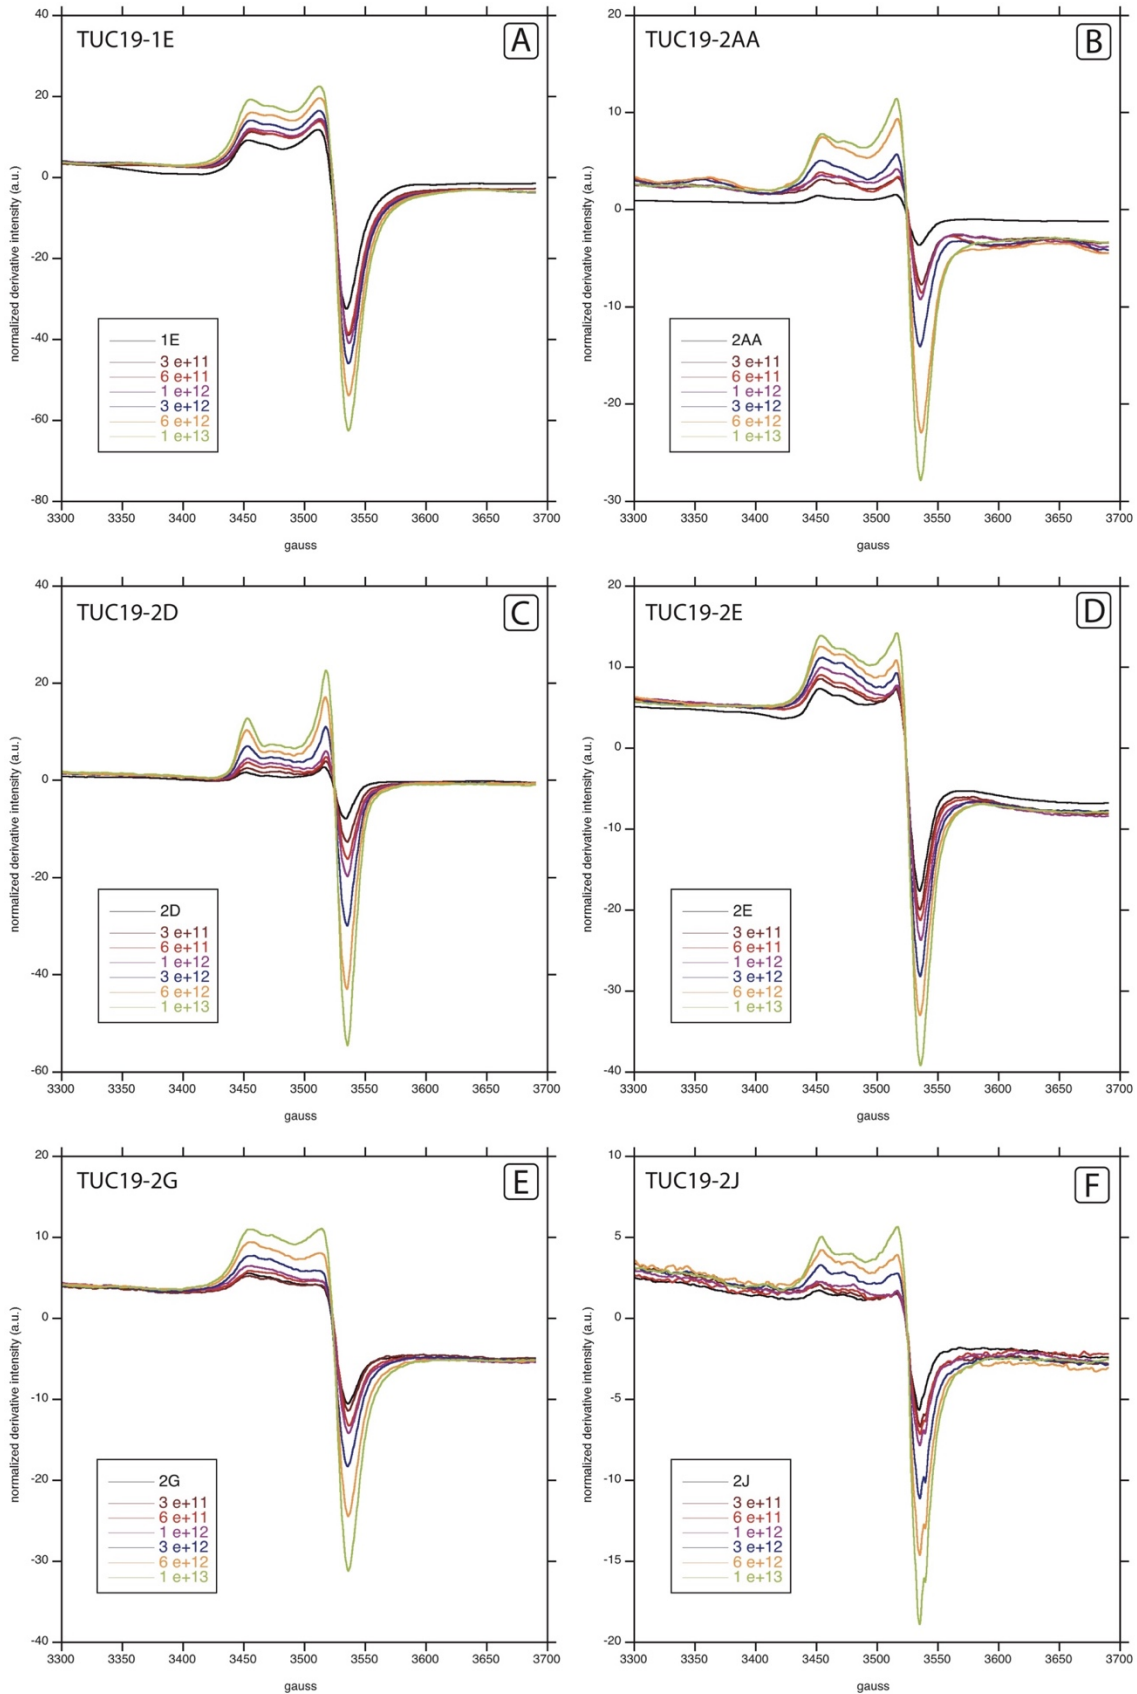 TUC19-1E
A
normalized derivative intensity (a.u.)
40
20
0
-20
-40
-60
-80
1E
3 e+11
6 e+11
1 e+12
3 e+12
6 e+12
1 e+13
3300 3350 3400 3450 3500 3550 3600 3650 3700
gauss
TUC19-2AA
B
normalized derivative intensity (a.u.)
20
10
0
-10
-20
-30
2AA
3 e+11
6 e+11
1 e+12
3 e+12
6 e+12
1 e+13
3300 3350 3400 3450 3500 3550 3600 3650 3700
gauss
TUC19-2D
C
normalized derivative intensity (a.u.)
40
20
0
-20
-40
-60
2D
3 e+11
6 e+11
1 e+12
3 e+12
6 e+12
1 e+13
3300 3350 3400 3450 3500 3550 3600 3650 3700
gauss
TUC19-2E
D
normalized derivative intensity (a.u.)
20
10
0
-10
-20
-30
-40
2E
3 e+11
6 e+11
1 e+12
3 e+12
6 e+12
1 e+13
3300 3350 3400 3450 3500 3550 3600 3650 3700
gauss
TUC19-2G
E
normalized derivative intensity (a.u.)
20
10
0
-10
-20
-30
-40
2G
3 e+11
6 e+11
1 e+12
3 e+12
6 e+12
1 e+13
3300 3350 3400 3450 3500 3550 3600 3650 3700
gauss
TUC19-2J
F
normalized derivative intensity (a.u.)
10
5
0
-5
-10
-15
-20
2J
3 e+11
6 e+11
1 e+12
3 e+12
6 e+12
1 e+13
3300 3350 3400 3450 3500 3550 3600 3650 3700
gauss